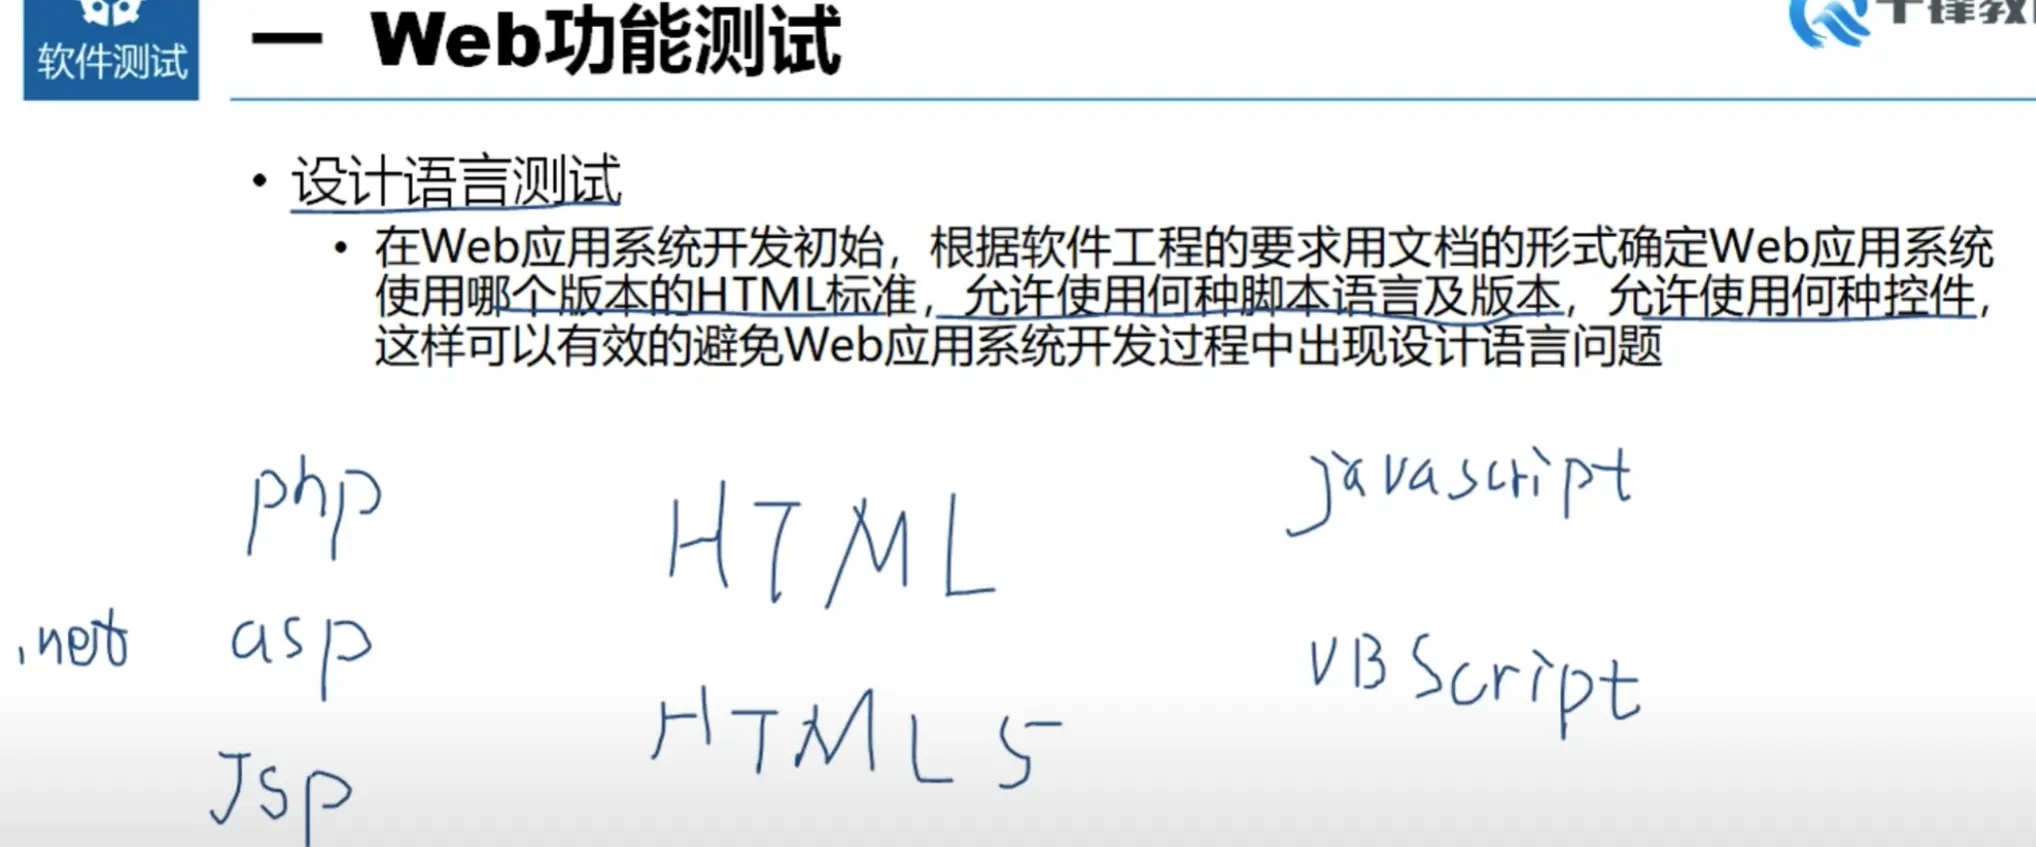 软件测试
一 Web功能测试
千锋教
• 设计语言测试
• 在Web应用系统开发初始，根据软件工程的要求用文档的形式确定Web应用系统
使用哪个版本的HTML标准，允许使用何种脚本语言及版本，允许使用何种控件，
这样可以有效的避免Web应用系统开发过程中出现设计语言问题
php
HTML
javascript
.net
asp
VBScript
HTML5
Jsp